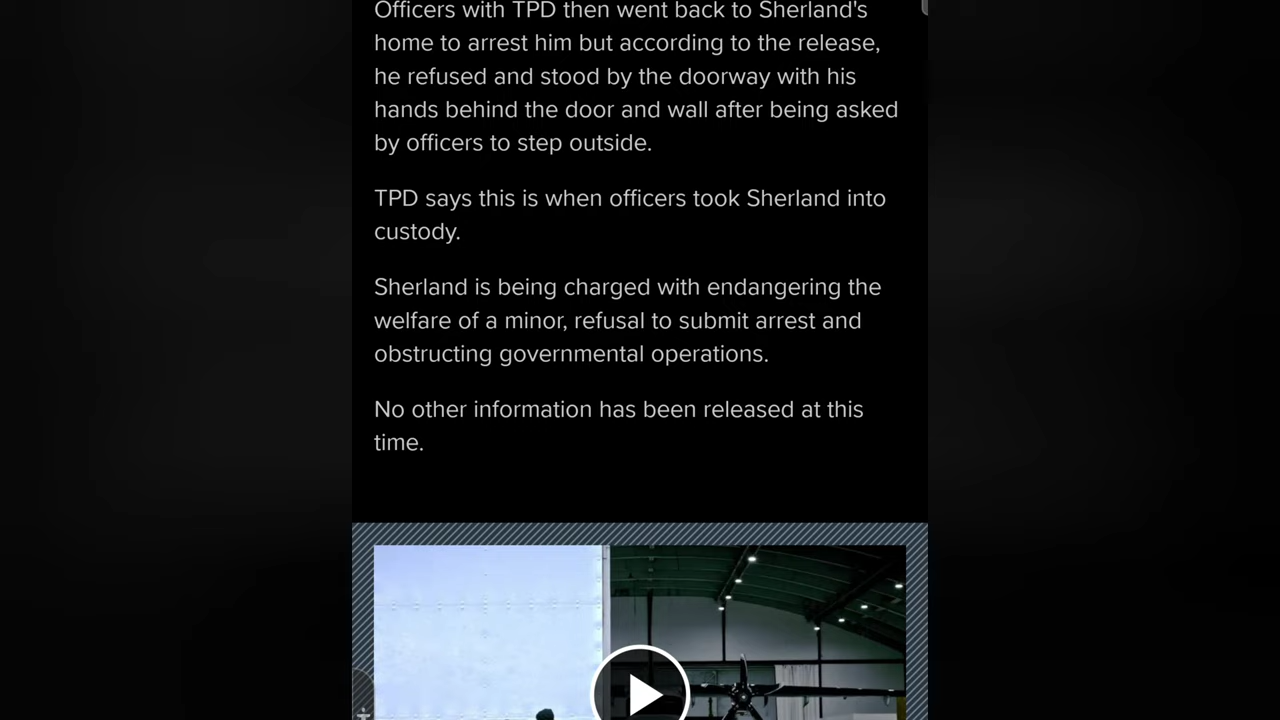 Officers with TPD then went back to Sherland's
home to arrest him but according to the release,
he refused and stood by the doorway with his
hands behind the door and wall after being asked
by officers to step outside.
TPD says this is when officers took Sherland into
custody.
Sherland is being charged with endangering the
welfare of a minor, refusal to submit arrest and
obstructing governmental operations.
No other information has been released at this
time.